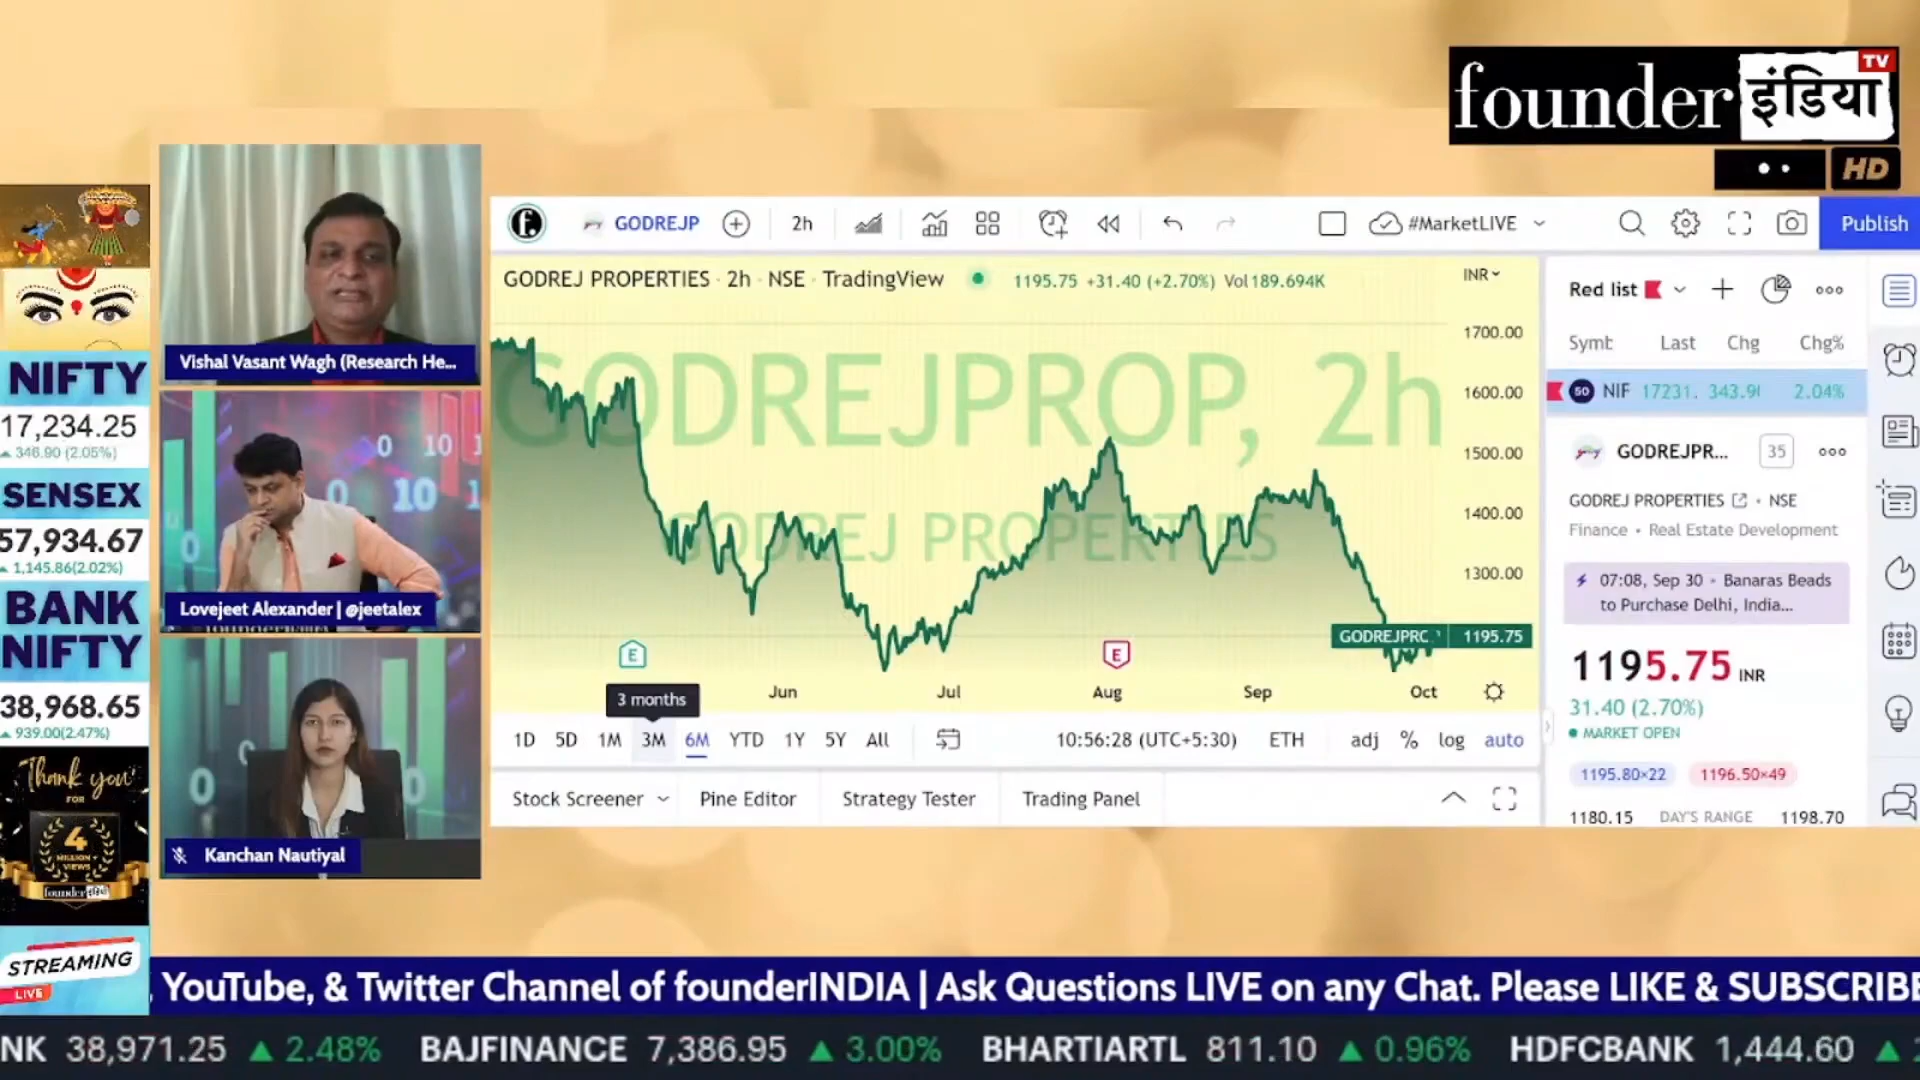 founder इंडिया TV
HD
Vishal Vasant Wagh (Research He...
Lovejeet Alexander | @jeetalex
Kanchan Nautiyal
NIFTY
17,234.25
▲ 346.90 (2.05%)
SENSEX
57,934.67
▲ 1,145.86(2.02%)
BANK
NIFTY
38,968.65
▲ 939.00(2.47%)
Thank you
FOR
4
MILLION +
VIEWS
founder इंडिया
STREAMING
LIVE
f.
GODREJP
2h
#MarketLIVE
Publish
GODREJ PROPERTIES · 2h · NSE · TradingView
1195.75 +31.40 (+2.70%) Vol189.694K
INR
GODREJPROP, 2h
GODREJ PROPERTIES
1700.00
1600.00
1500.00
1400.00
1300.00
GODREJPRC
1195.75
E
E
Jun
Jul
Aug
Sep
Oct
3 months
1D 5D 1M 3M 6M YTD 1Y 5Y All
10:56:28 (UTC+5:30) ETH adj % log auto
Stock Screener
Pine Editor
Strategy Tester
Trading Panel
Red list
Symb Last Chg Chg%
50 NIF 17231. 343.90 2.04%
GODREJPR...
35
GODREJ PROPERTIES • NSE
Finance • Real Estate Development
07:08, Sep 30 • Banaras Beads
to Purchase Delhi, India...
1195.75 INR
31.40 (2.70%)
MARKET OPEN
1195.80×22
1196.50×49
1180.15 DAY'S RANGE 1198.70
YouTube, & Twitter Channel of founderINDIA | Ask Questions LIVE on any Chat. Please LIKE & SUBSCRIBE
NK 38,971.25 ▲ 2.48% BAJFINANCE 7,386.95 ▲ 3.00% BHARTIARTL 811.10 ▲ 0.96% HDFCBANK 1,444.60 ▲